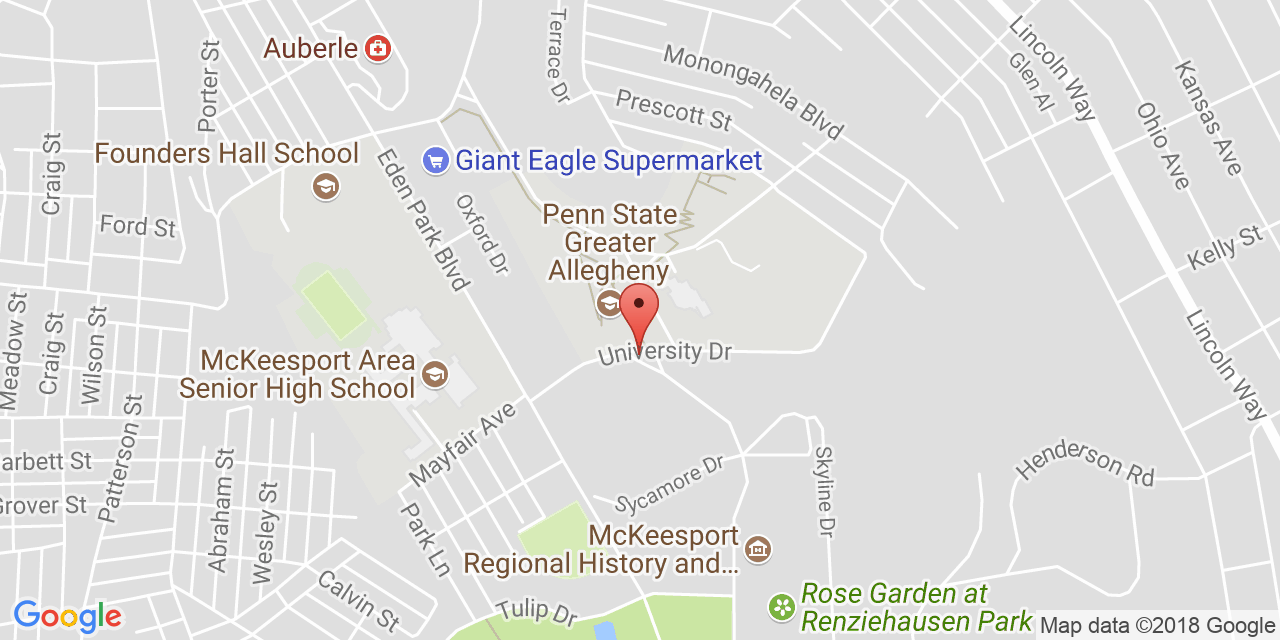 Auberle
Porter St
Terrace Dr
Monongahela Blvd
Prescott St
Lincoln Way
Glen Al
Kansas Ave
Ohio Ave
Craig St
Founders Hall School
Giant Eagle Supermarket
Eden Park Blvd
Oxford Dr
Ford St
Penn State
Greater
Allegheny
Kelly St
Meadow St
Craig St
Wilson St
McKeesport Area
Senior High School
University Dr
Lincoln Way
Mayfair Ave
Patterson St
arbett St
Grover St
Abraham St
Wesley St
Park Ln
Sycamore Dr
Skyline Dr
Henderson Rd
McKeesport
Regional History and...
Calvin St
Tulip Dr
Rose Garden at
Renziehausen Park
Google
Map data ©2018 Google